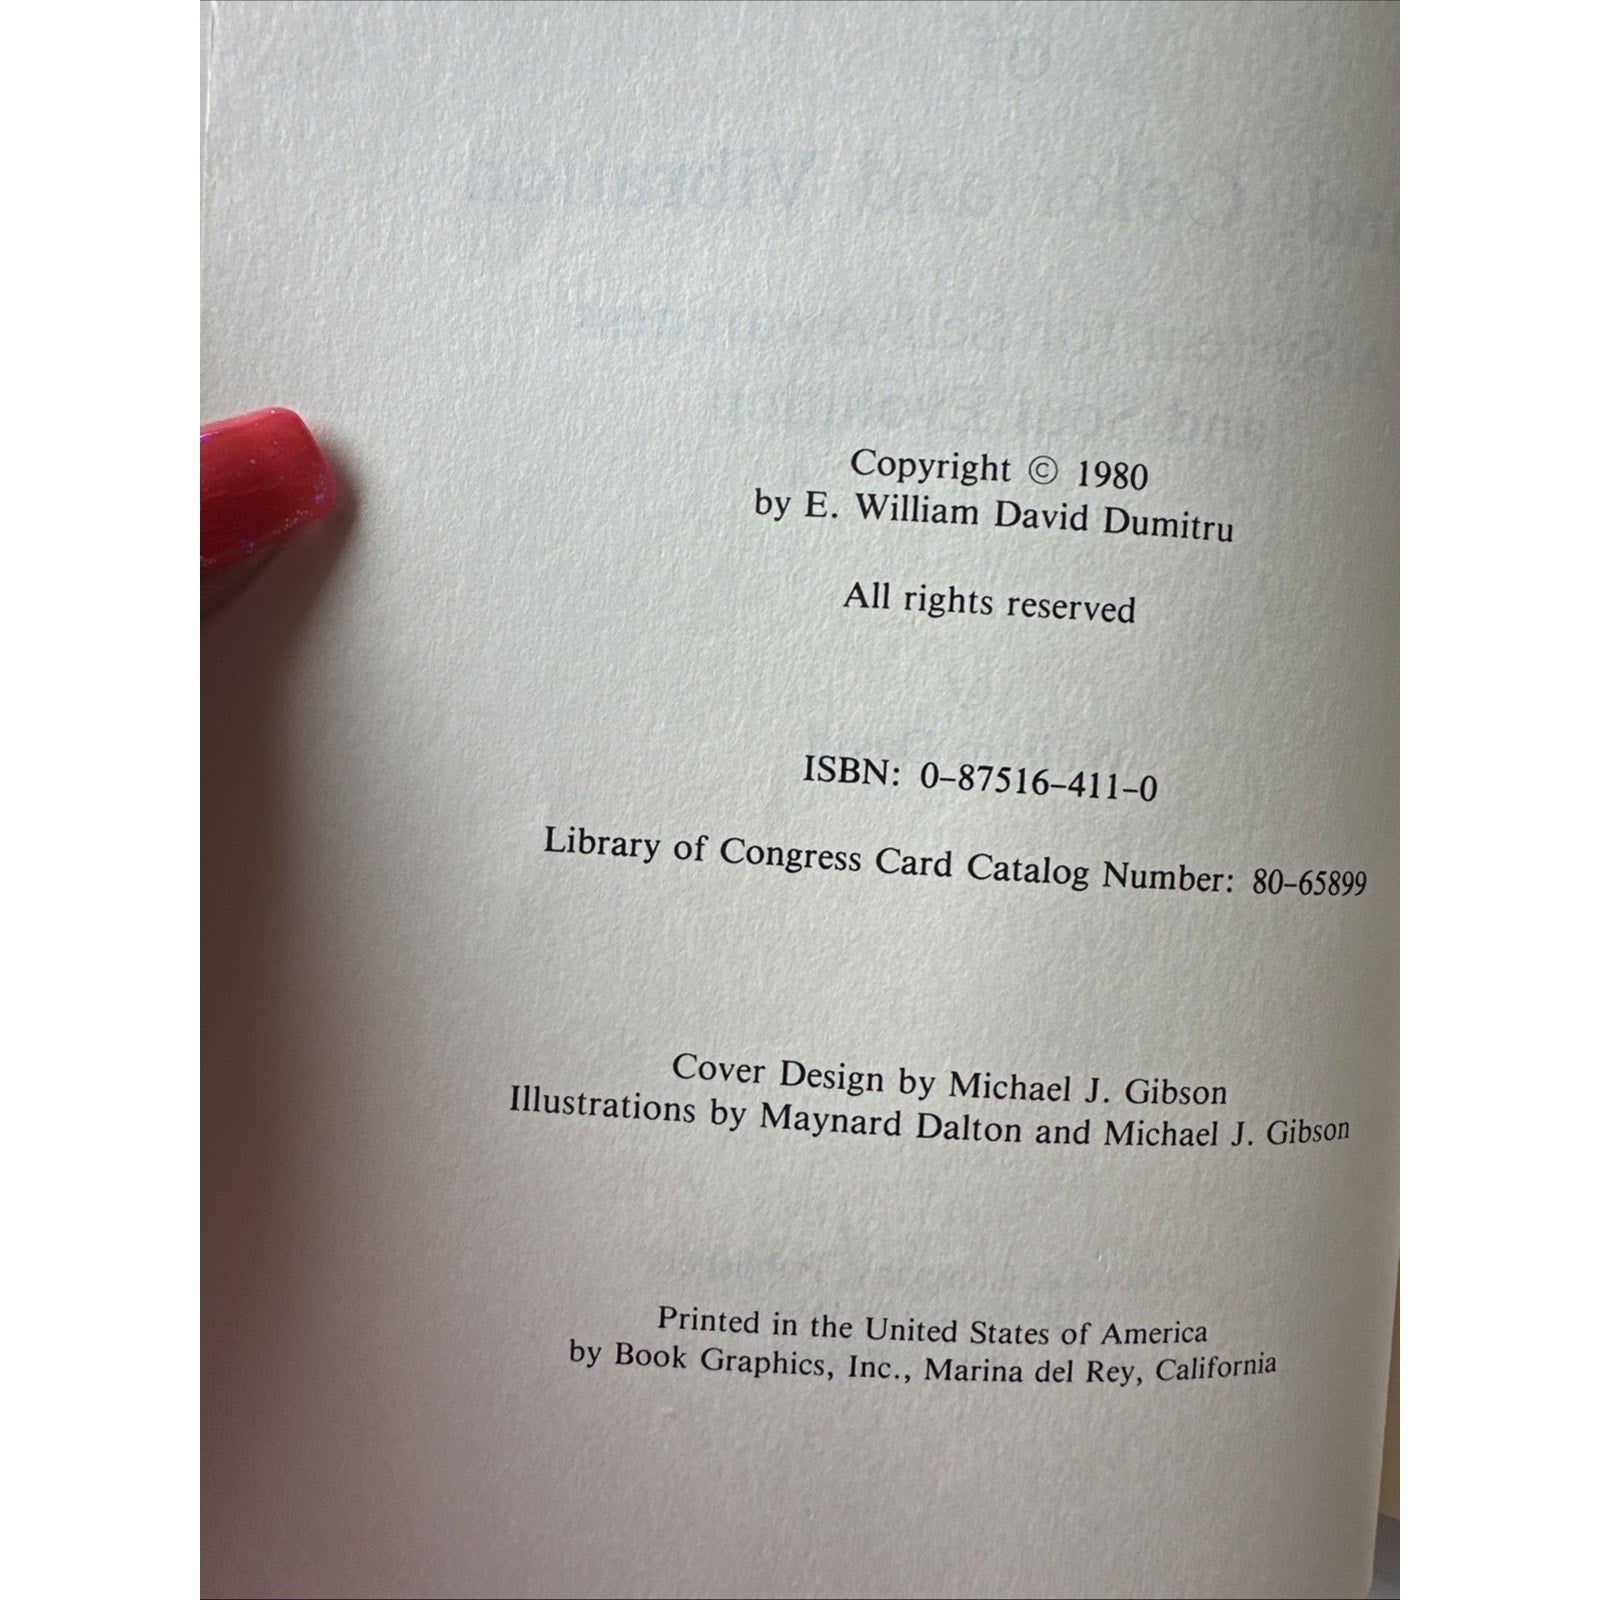 Copyright © 1980
by E. William David Dumitru
All rights reserved
ISBN: 0–87516–411–0
Library of Congress Card Catalog Number: 80–65899
Cover Design by Michael J. Gibson
Illustrations by Maynard Dalton and Michael J. Gibson
Printed in the United States of America
by Book Graphics, Inc., Marina del Rey, California